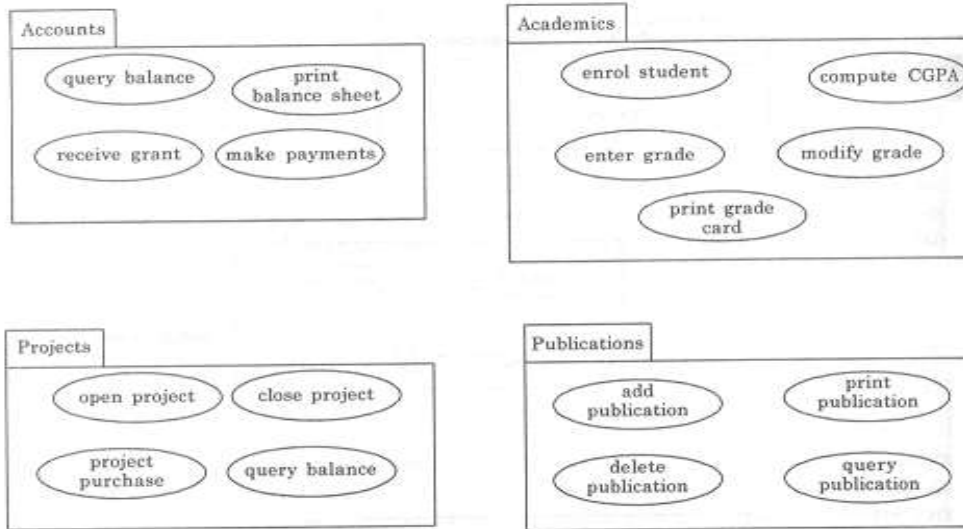 Accounts
query balance
print
balance sheet
receive grant
make payments
Academics
enrol student
compute CGPA
enter grade
modify grade
print grade
card
Projects
open project
close project
project
purchase
query balance
Publications
add
publication
print
publication
delete
publication
query
publication